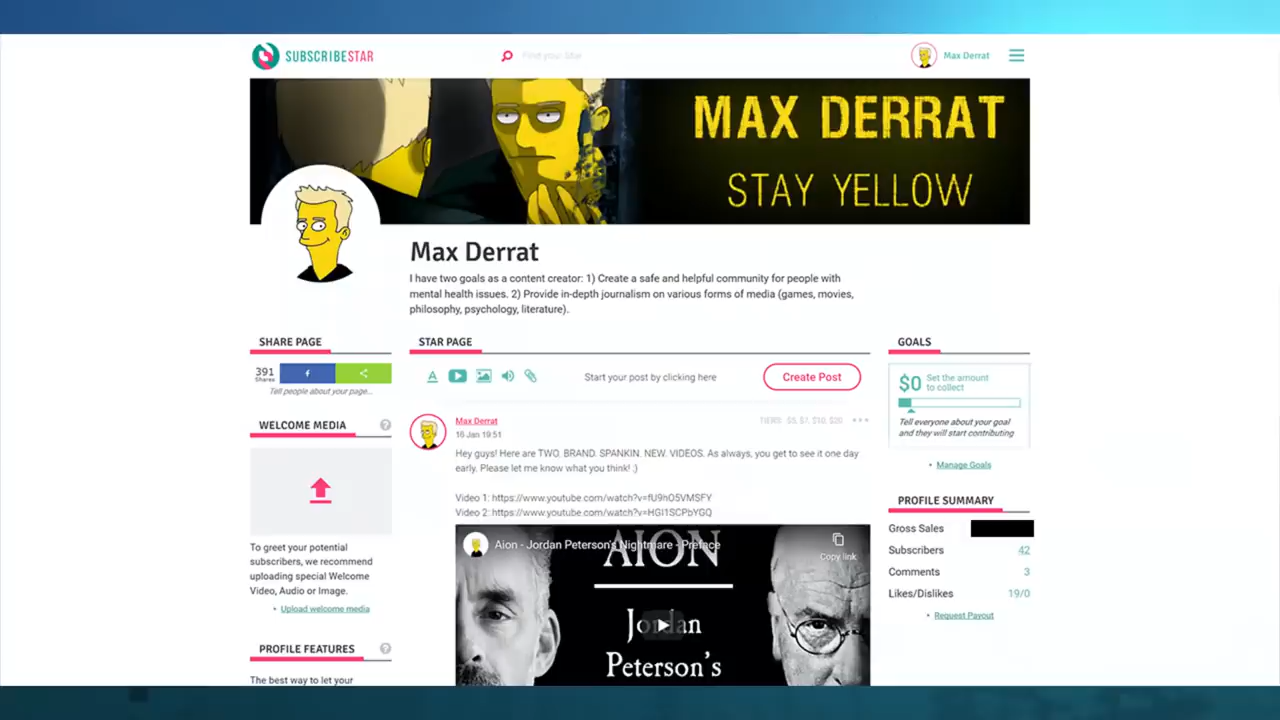 SUBSCRIBESTAR
Find your Star
Max Derrat
MAX DERRAT
STAY YELLOW
Max Derrat
I have two goals as a content creator: 1) Create a safe and helpful community for people with
mental health issues. 2) Provide in-depth journalism on various forms of media (games, movies,
philosophy, psychology, literature).
SHARE PAGE
391
Shares
f
Tell people about your page...
WELCOME MEDIA
?
To greet your potential
subscribers, we recommend
uploading special Welcome
Video, Audio or Image.
• Upload welcome media
PROFILE FEATURES
?
The best way to let your
STAR PAGE
A
Start your post by clicking here
Create Post
Max Derrat
TIERS $5, $7, $10, $20
16 Jan 19:51
Hey guys! Here are TWO. BRAND. SPANKIN. NEW. VIDEOS. As always, you get to see it one day
early. Please let me know what you think! ;)
Video 1: https://www.youtube.com/watch?v=fU9hO5VMSFY
Video 2: https://www.youtube.com/watch?v=HGI1SCPbYGQ
Aion - Jordan Peterson's Nightmare - Preface
Copy link
AION
Jordan
Peterson's
GOALS
$0 Set the amount
to collect
Tell everyone about your goal
and they will start contributing
• Manage Goals
PROFILE SUMMARY
Gross Sales
Subscribers 42
Comments 3
Likes/Dislikes 19/0
• Request Payout